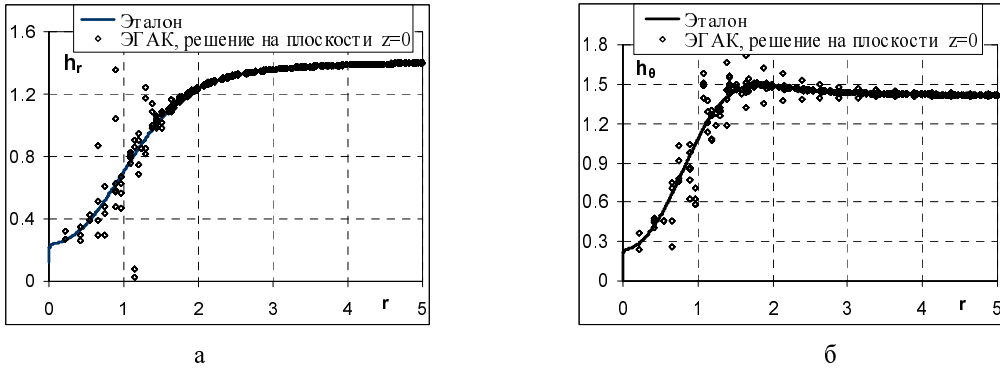 Эталон
ЭГАК, решение на плоскости z=0
1.6
hr
1.2
0.8
0.4
0
0 1 2 3 r 4 5
а
Эталон
ЭГАК, решение на плоскости z=0
1.8
hθ
1.5
1.2
0.9
0.6
0.3
0
0 1 2 3 4 r 5
б